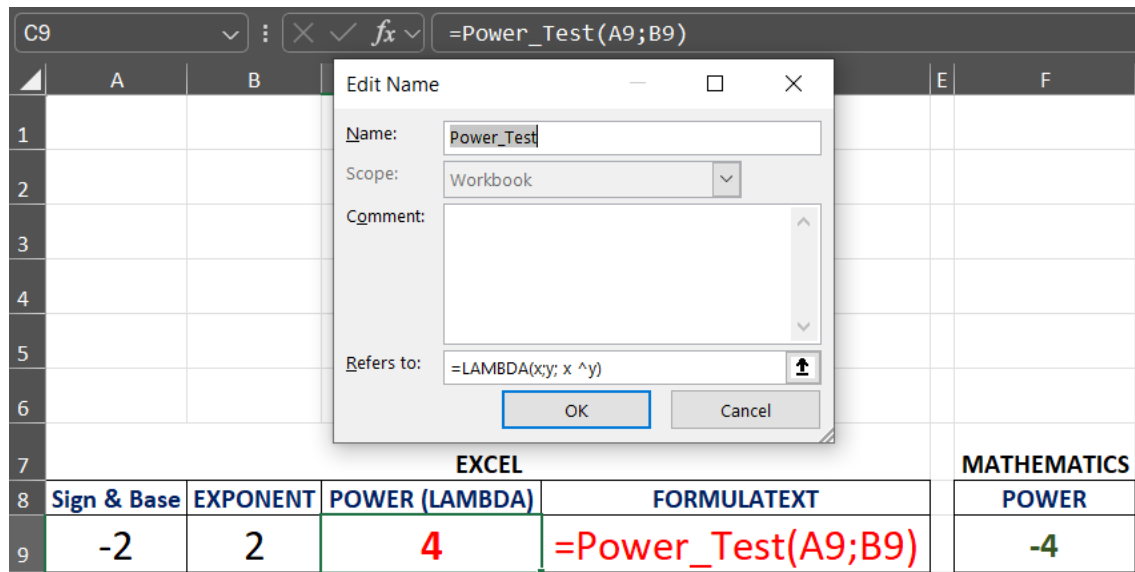 C9 fx =Power_Test(A9;B9)
A B E F
Edit Name
1
Name: Power_Test
2
Scope: Workbook
Comment:
3
4
5
Refers to: =LAMBDA(x;y; x ^y)
6
OK Cancel
7 EXCEL MATHEMATICS
8 Sign & Base EXPONENT POWER (LAMBDA) FORMULATEXT POWER
9 -2 2 4 =Power_Test(A9;B9) -4